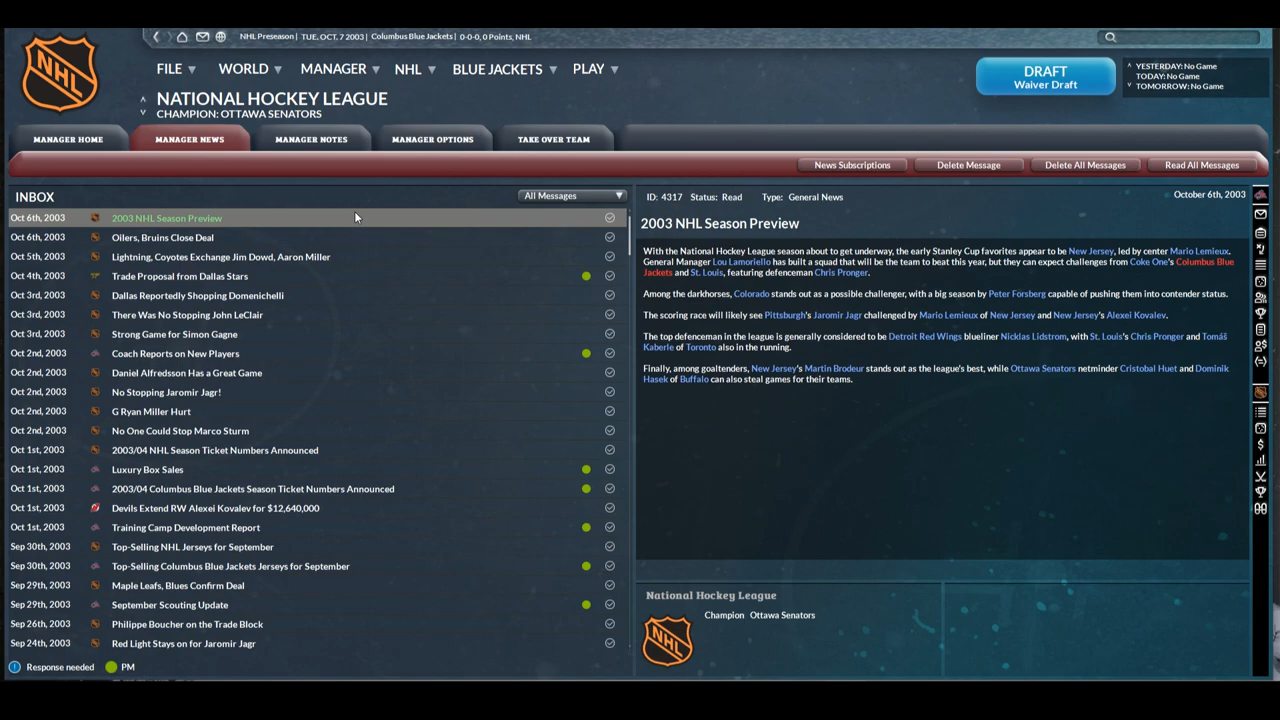 NHL Preseason | TUE. OCT. 7 2003 | Columbus Blue Jackets | 0-0-0, 0 Points, NHL
NHL
FILE WORLD MANAGER NHL BLUE JACKETS PLAY
DRAFT
Waiver Draft
YESTERDAY: No Game
TODAY: No Game
TOMORROW: No Game
NATIONAL HOCKEY LEAGUE
CHAMPION: OTTAWA SENATORS
MANAGER HOME MANAGER NEWS MANAGER NOTES MANAGER OPTIONS TAKE OVER TEAM
News Subscriptions Delete Message Delete All Messages Read All Messages
INBOX All Messages
Oct 6th, 2003 2003 NHL Season Preview
Oct 6th, 2003 Oilers, Bruins Close Deal
Oct 5th, 2003 Lightning, Coyotes Exchange Jim Dowd, Aaron Miller
Oct 4th, 2003 Trade Proposal from Dallas Stars
Oct 3rd, 2003 Dallas Reportedly Shopping Domenichelli
Oct 3rd, 2003 There Was No Stopping John LeClair
Oct 3rd, 2003 Strong Game for Simon Gagne
Oct 2nd, 2003 Coach Reports on New Players
Oct 2nd, 2003 Daniel Alfredsson Has a Great Game
Oct 2nd, 2003 No Stopping Jaromir Jagr!
Oct 2nd, 2003 G Ryan Miller Hurt
Oct 2nd, 2003 No One Could Stop Marco Sturm
Oct 1st, 2003 2003/04 NHL Season Ticket Numbers Announced
Oct 1st, 2003 Luxury Box Sales
Oct 1st, 2003 2003/04 Columbus Blue Jackets Season Ticket Numbers Announced
Oct 1st, 2003 Devils Extend RW Alexei Kovalev for $12,640,000
Oct 1st, 2003 Training Camp Development Report
Sep 30th, 2003 Top-Selling NHL Jerseys for September
Sep 30th, 2003 Top-Selling Columbus Blue Jackets Jerseys for September
Sep 29th, 2003 Maple Leafs, Blues Confirm Deal
Sep 29th, 2003 September Scouting Update
Sep 26th, 2003 Philippe Boucher on the Trade Block
Sep 24th, 2003 Red Light Stays on for Jaromir Jagr
Response needed PM
ID: 4317 Status: Read Type: General News October 6th, 2003
2003 NHL Season Preview
With the National Hockey League season about to get underway, the early Stanley Cup favorites appear to be New Jersey, led by center Mario Lemieux.
General Manager Lou Lamoriello has built a squad that will be the team to beat this year, but they can expect challenges from Coke One's Columbus Blue
Jackets and St. Louis, featuring defenceman Chris Pronger.
Among the darkhorses, Colorado stands out as a possible challenger, with a big season by Peter Forsberg capable of pushing them into contender status.
The scoring race will likely see Pittsburgh's Jaromir Jagr challenged by Mario Lemieux of New Jersey and New Jersey's Alexei Kovalev.
The top defenceman in the league is generally considered to be Detroit Red Wings blueliner Nicklas Lidstrom, with St. Louis's Chris Pronger and Tomáš
Kaberle of Toronto also in the running.
Finally, among goaltenders, New Jersey's Martin Brodeur stands out as the league's best, while Ottawa Senators netminder Cristobal Huet and Dominik
Hasek of Buffalo can also steal games for their teams.
National Hockey League
NHL
Champion Ottawa Senators